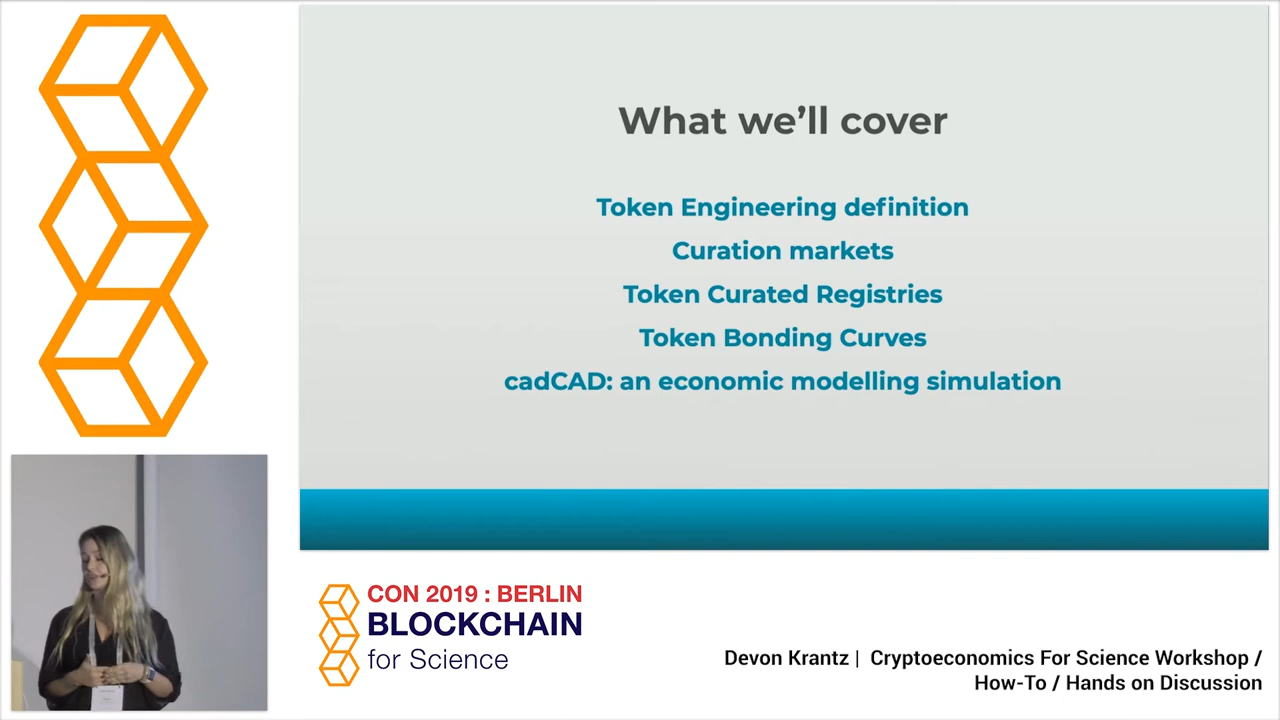 What we’ll cover
Token Engineering definition
Curation markets
Token Curated Registries
Token Bonding Curves
cadCAD: an economic modelling simulation
CON 2019 : BERLIN
BLOCKCHAIN
for Science
Devon Krantz | Cryptoeconomics For Science Workshop /
How-To / Hands on Discussion